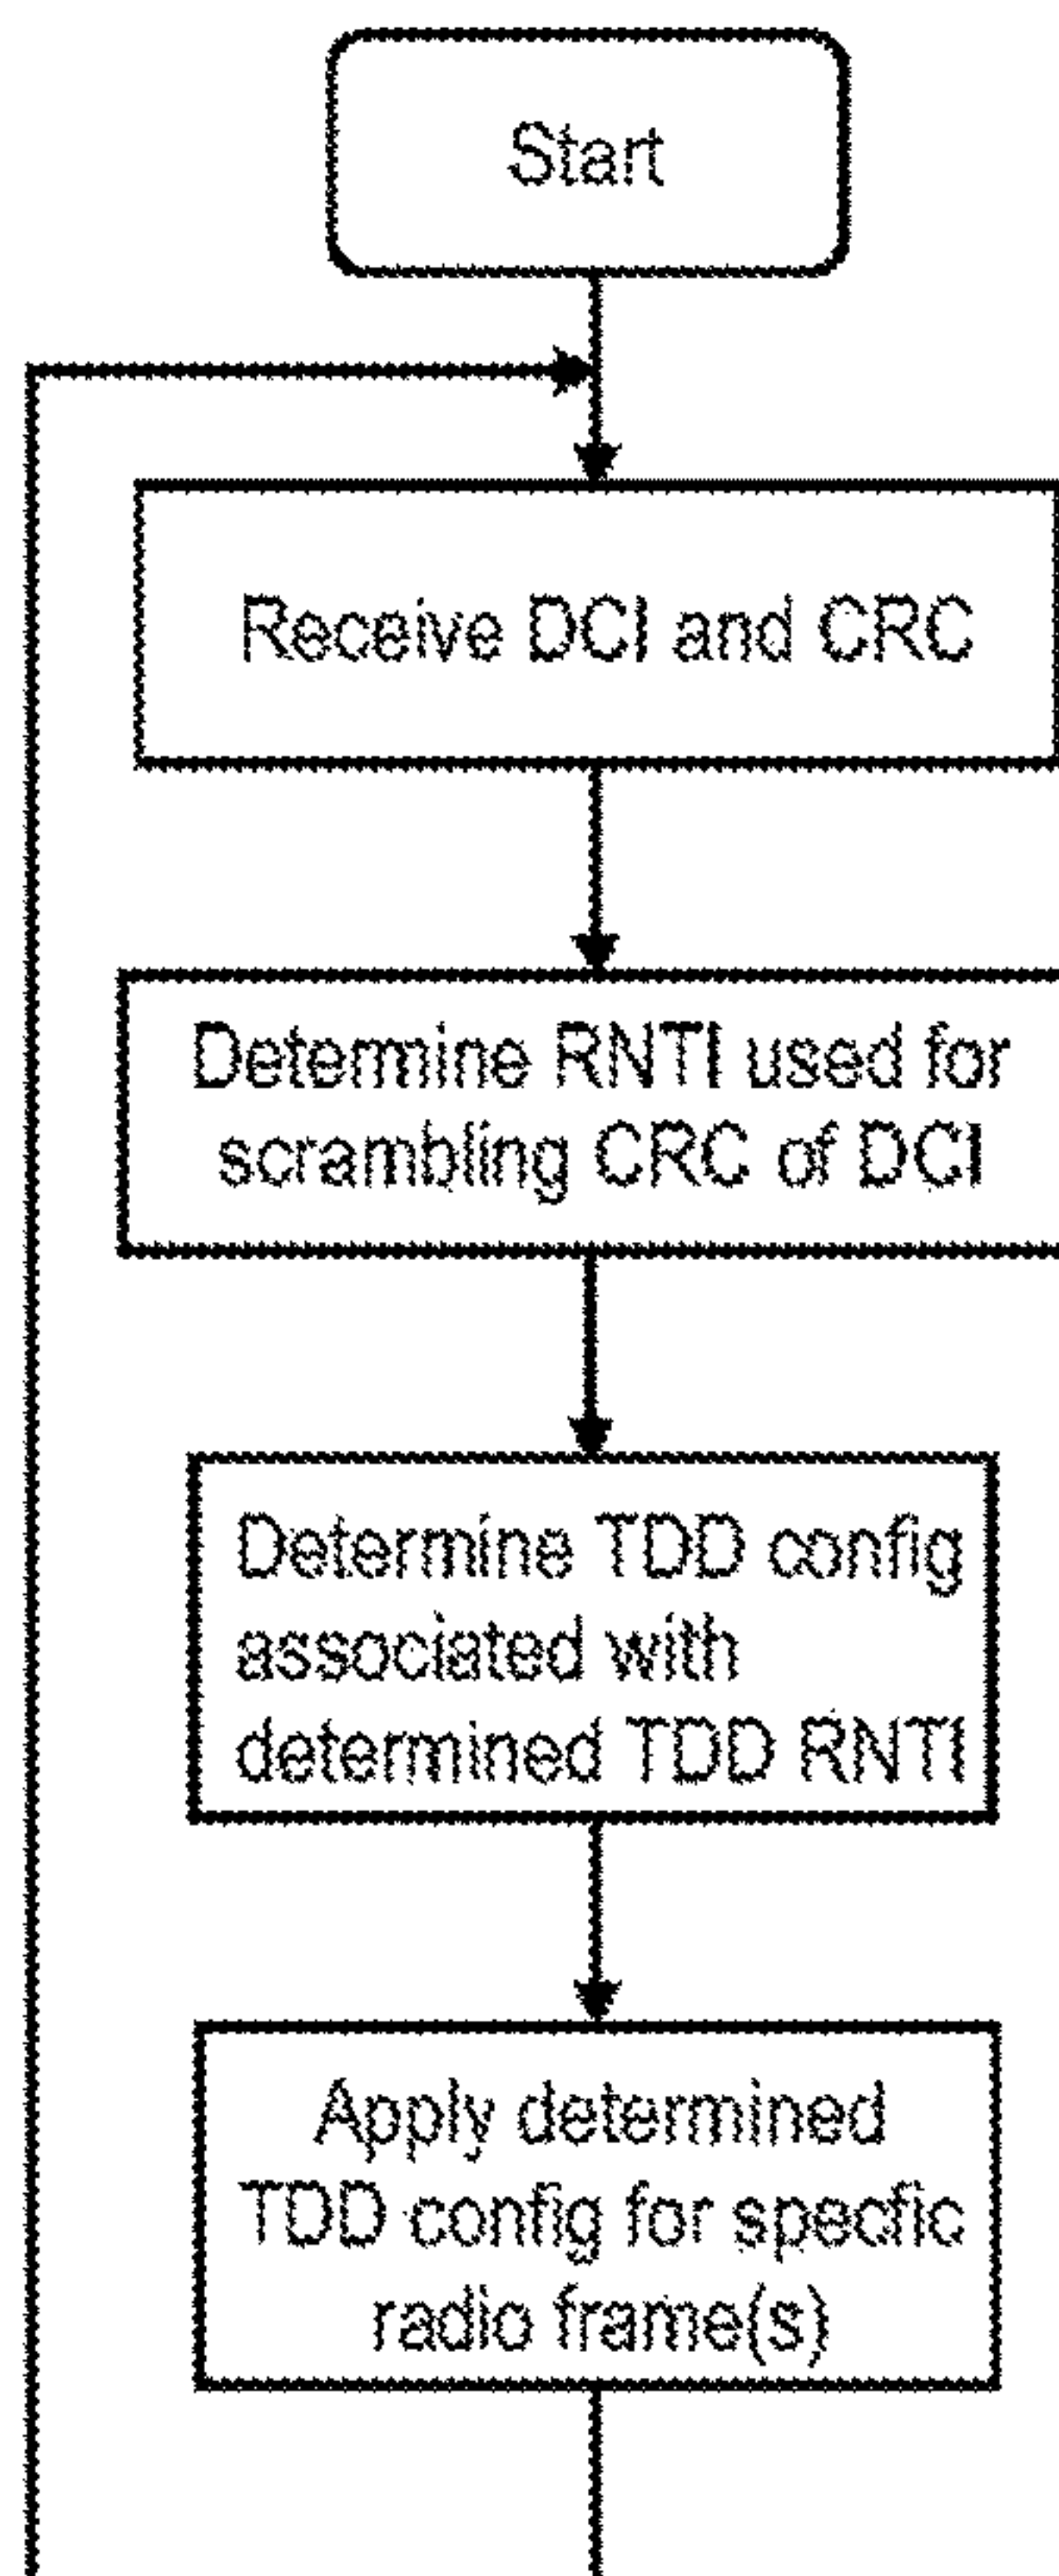 Start
Receive DCI and CRC
Determine RNTI used for
scrambling CRC of DCI
Determine TDD config
associated with
determined TDD RNTI
Apply determined
TDD config for specfic
radio frame(s)